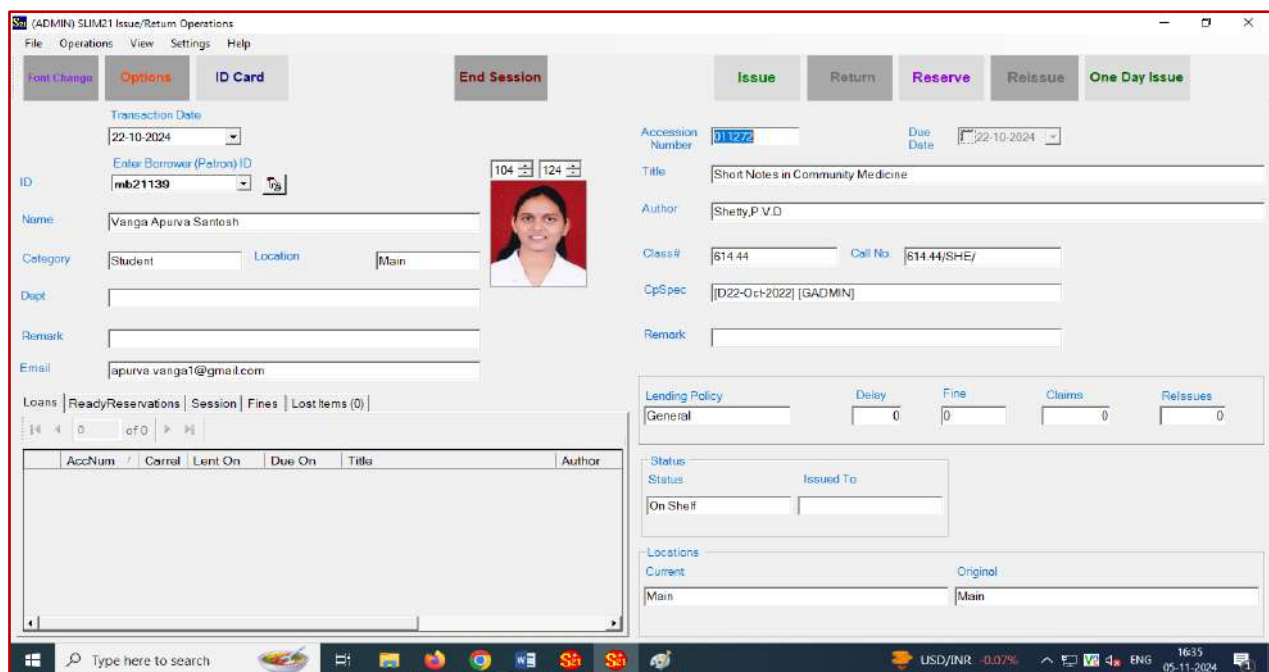 (ADMIN) SLIM21 Issue/Return Operations
File Operations View Settings Help
Font Change Options ID Card End Session Issue Return Reserve Reissue One Day Issue
Transaction Date
22-10-2024
Enter Borrower (Patron) ID
ID mb21139
104 124
Name Vanga Apurva Santosh
Category Student Location Main
Dept
Remark
Email apurva.vanga1@gmail.com
Loans ReadyReservations Session Fines Lost Items (0)
0 of 0
AccNum Carrel Lent On Due On Title Author
Accession Number 011272 Due Date 22-10-2024
Title Short Notes in Community Medicine
Author Shetty,P.V.D
Class# 614.44 Call No. 614.44/SHE/
CpSpec [D22-Oct-2022] [GADMIN]
Remark
Lending Policy Delay Fine Claims Reissues
General 0 0 0 0
Status
Status Issued To
On Shelf
Locations
Current Original
Main Main
Type here to search
USD/INR -0.07% ENG 16:35
05-11-2024